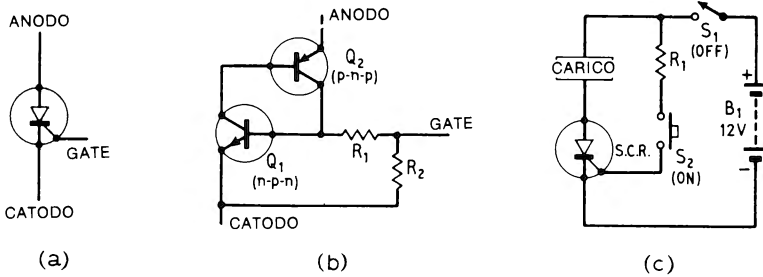 ANODO
GATE
CATODO
(a)
ANODO
Q2
(p-n-p)
Q1
(n-p-n)
R1
GATE
R2
CATODO
(b)
S1
(OFF)
R1
CARICO
+
B1
12V
S.C.R.
S2
(ON)
-
(c)